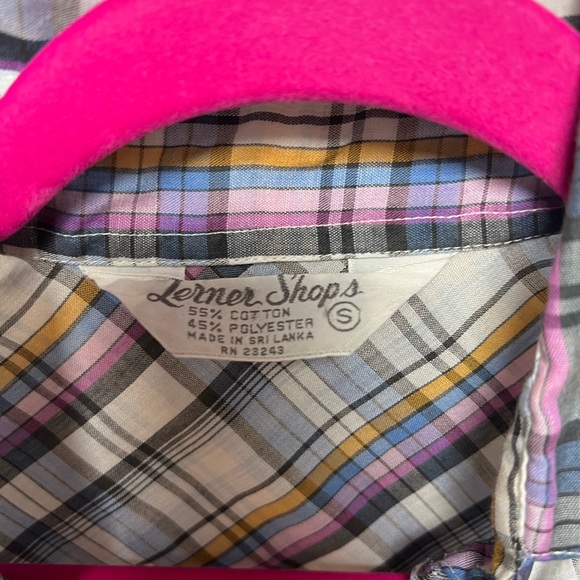 Lerner Shops
55% COTTON
45% POLYESTER
MADE IN SRI LANKA
RN 23243
S